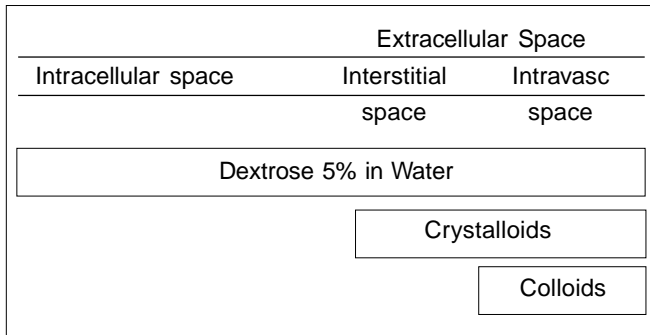 Extracellular Space
Intracellular space Interstitial Intravasc
space space
Dextrose 5% in Water
Crystalloids
Colloids